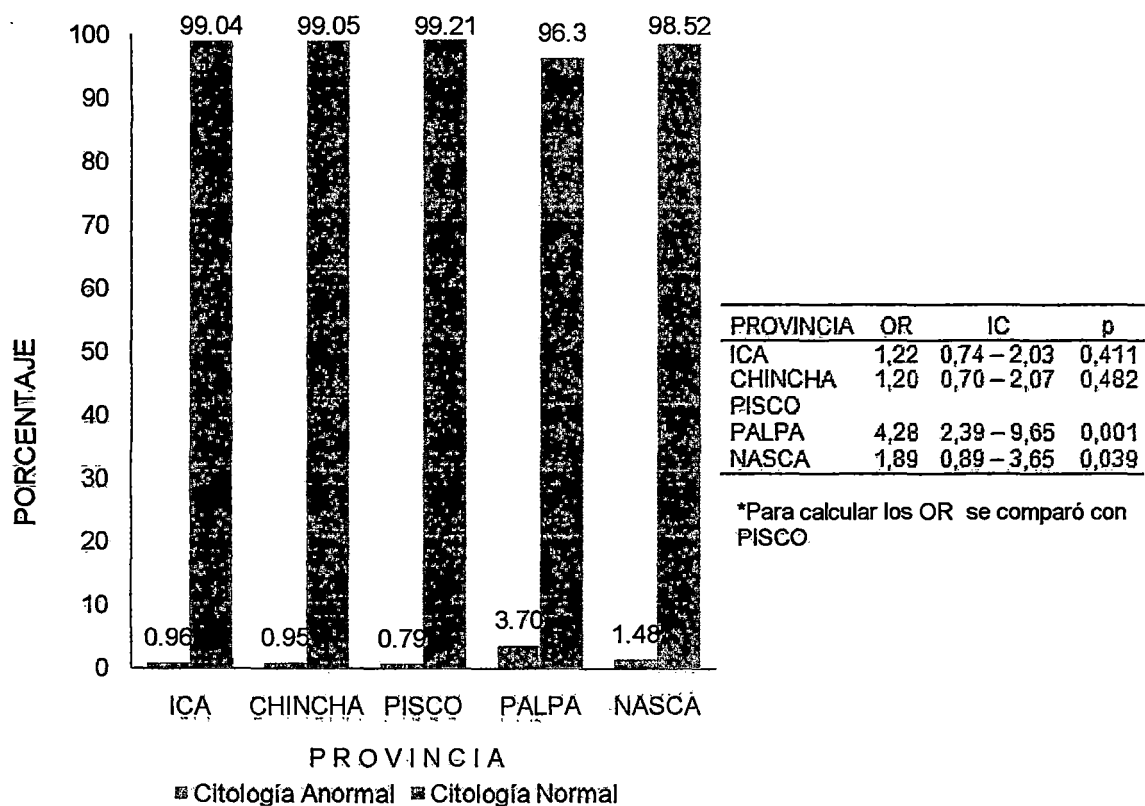 99.04 99.05 99.21 96.3 98.52
100
90
80
70
60
50
40
30
20
10
0
PORCENTAJE
0.96 0.95 0.79 3.70 1.48
ICA CHINCHA PISCO PALPA NASCA
PROVINCIA
Citología Anormal Citología Normal
PROVINCIA OR IC p
ICA 1,22 0,74 – 2,03 0,411
CHINCHA 1,20 0,70 – 2,07 0,482
PISCO
PALPA 4,28 2,39 – 9,65 0,001
NASCA 1,89 0,89 – 3,65 0,039
*Para calcular los OR se comparó con
PISCO